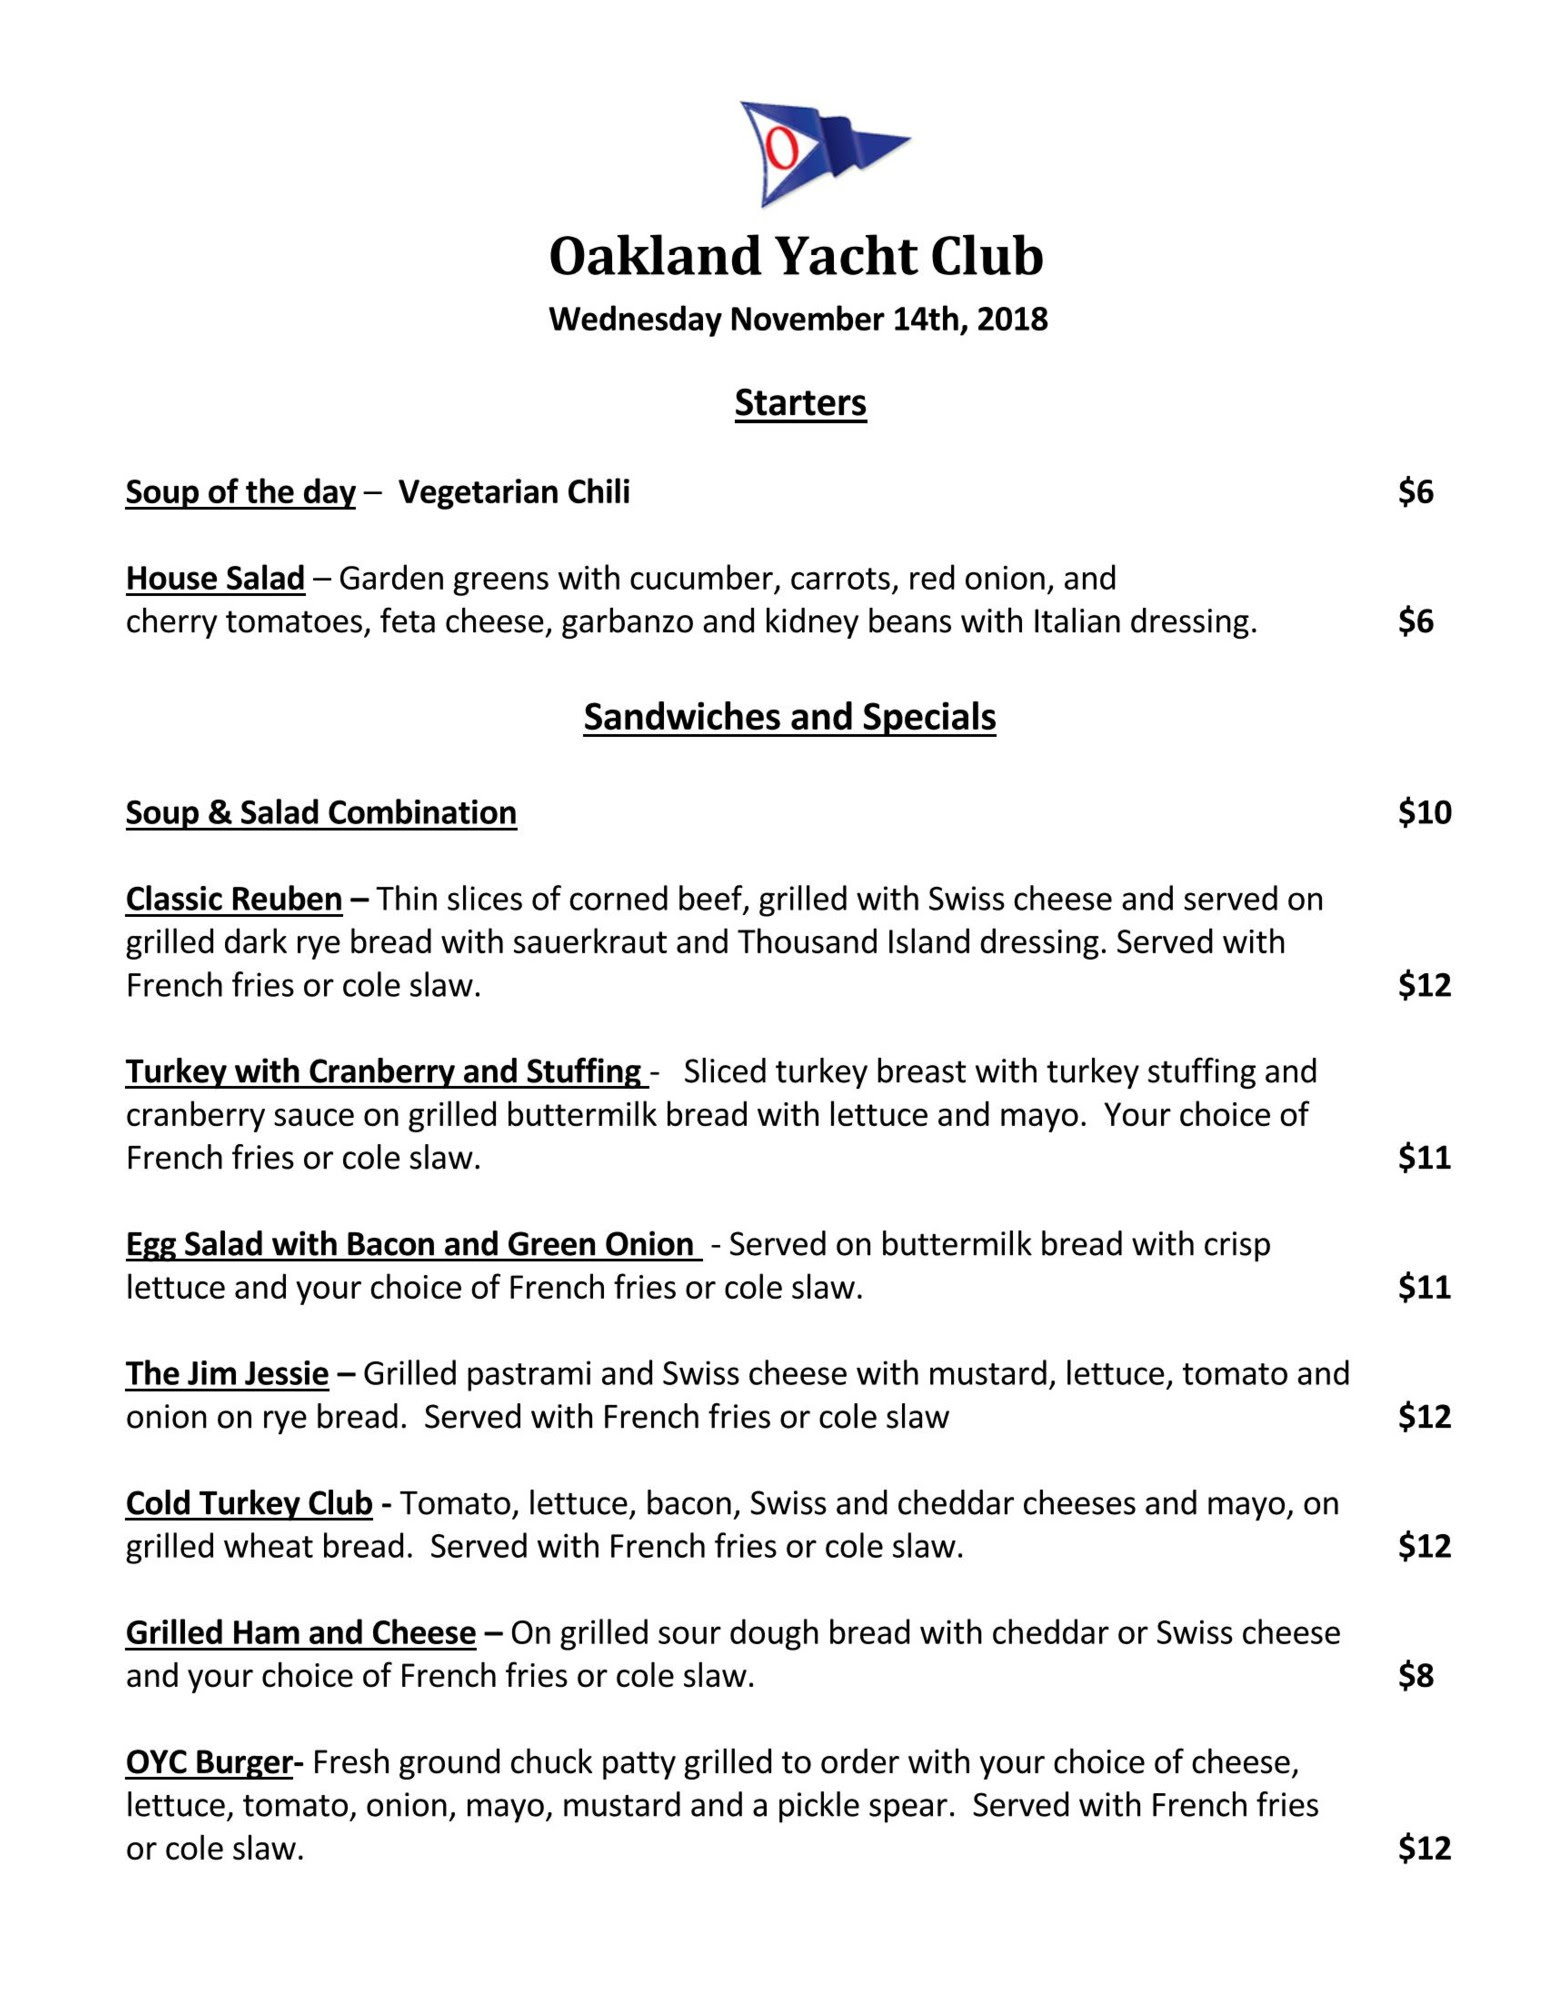 O
Oakland Yacht Club
Wednesday November 14th, 2018
Starters
Soup of the day – Vegetarian Chili $6
House Salad – Garden greens with cucumber, carrots, red onion, and
cherry tomatoes, feta cheese, garbanzo and kidney beans with Italian dressing. $6
Sandwiches and Specials
Soup & Salad Combination $10
Classic Reuben – Thin slices of corned beef, grilled with Swiss cheese and served on
grilled dark rye bread with sauerkraut and Thousand Island dressing. Served with
French fries or cole slaw. $12
Turkey with Cranberry and Stuffing - Sliced turkey breast with turkey stuffing and
cranberry sauce on grilled buttermilk bread with lettuce and mayo. Your choice of
French fries or cole slaw. $11
Egg Salad with Bacon and Green Onion - Served on buttermilk bread with crisp
lettuce and your choice of French fries or cole slaw. $11
The Jim Jessie – Grilled pastrami and Swiss cheese with mustard, lettuce, tomato and
onion on rye bread. Served with French fries or cole slaw $12
Cold Turkey Club - Tomato, lettuce, bacon, Swiss and cheddar cheeses and mayo, on
grilled wheat bread. Served with French fries or cole slaw. $12
Grilled Ham and Cheese – On grilled sour dough bread with cheddar or Swiss cheese
and your choice of French fries or cole slaw. $8
OYC Burger- Fresh ground chuck patty grilled to order with your choice of cheese,
lettuce, tomato, onion, mayo, mustard and a pickle spear. Served with French fries
or cole slaw. $12